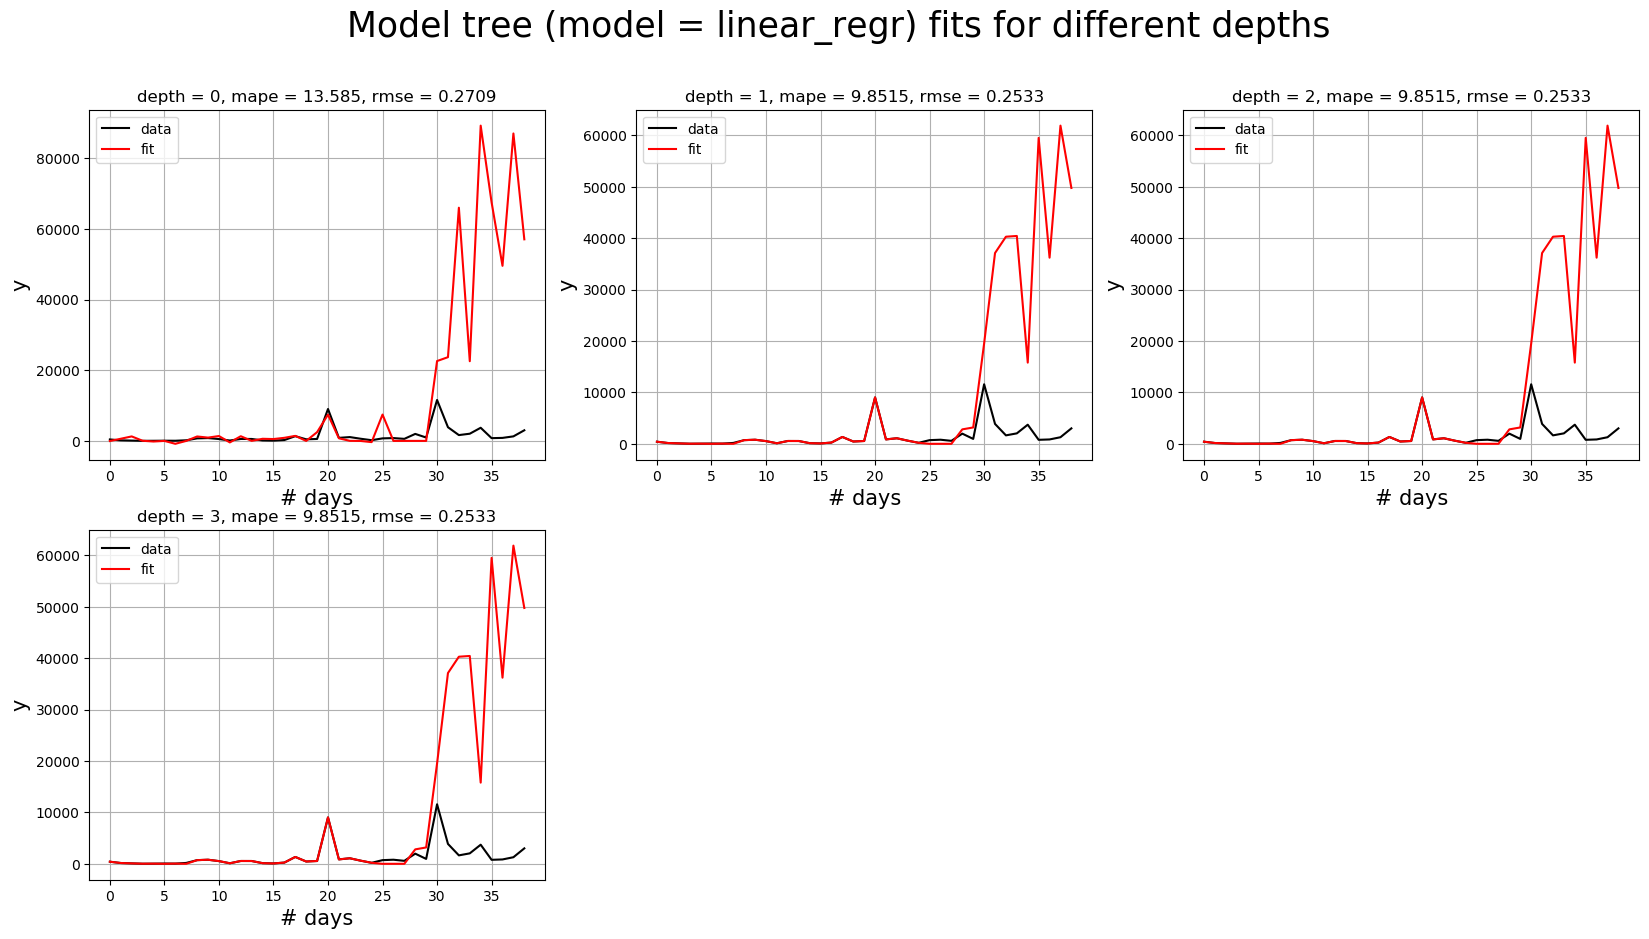 Model tree (model = linear_regr) fits for different depths
depth = 0, mape = 13.585, rmse = 0.2709
data
fit
80000
60000
40000
20000
0
y
0 5 10 15 20 25 30 35
# days
depth = 1, mape = 9.8515, rmse = 0.2533
data
fit
60000
50000
40000
30000
20000
10000
0
y
0 5 10 15 20 25 30 35
# days
depth = 2, mape = 9.8515, rmse = 0.2533
data
fit
60000
50000
40000
30000
20000
10000
0
y
0 5 10 15 20 25 30 35
# days
depth = 3, mape = 9.8515, rmse = 0.2533
data
fit
60000
50000
40000
30000
20000
10000
0
y
0 5 10 15 20 25 30 35
# days